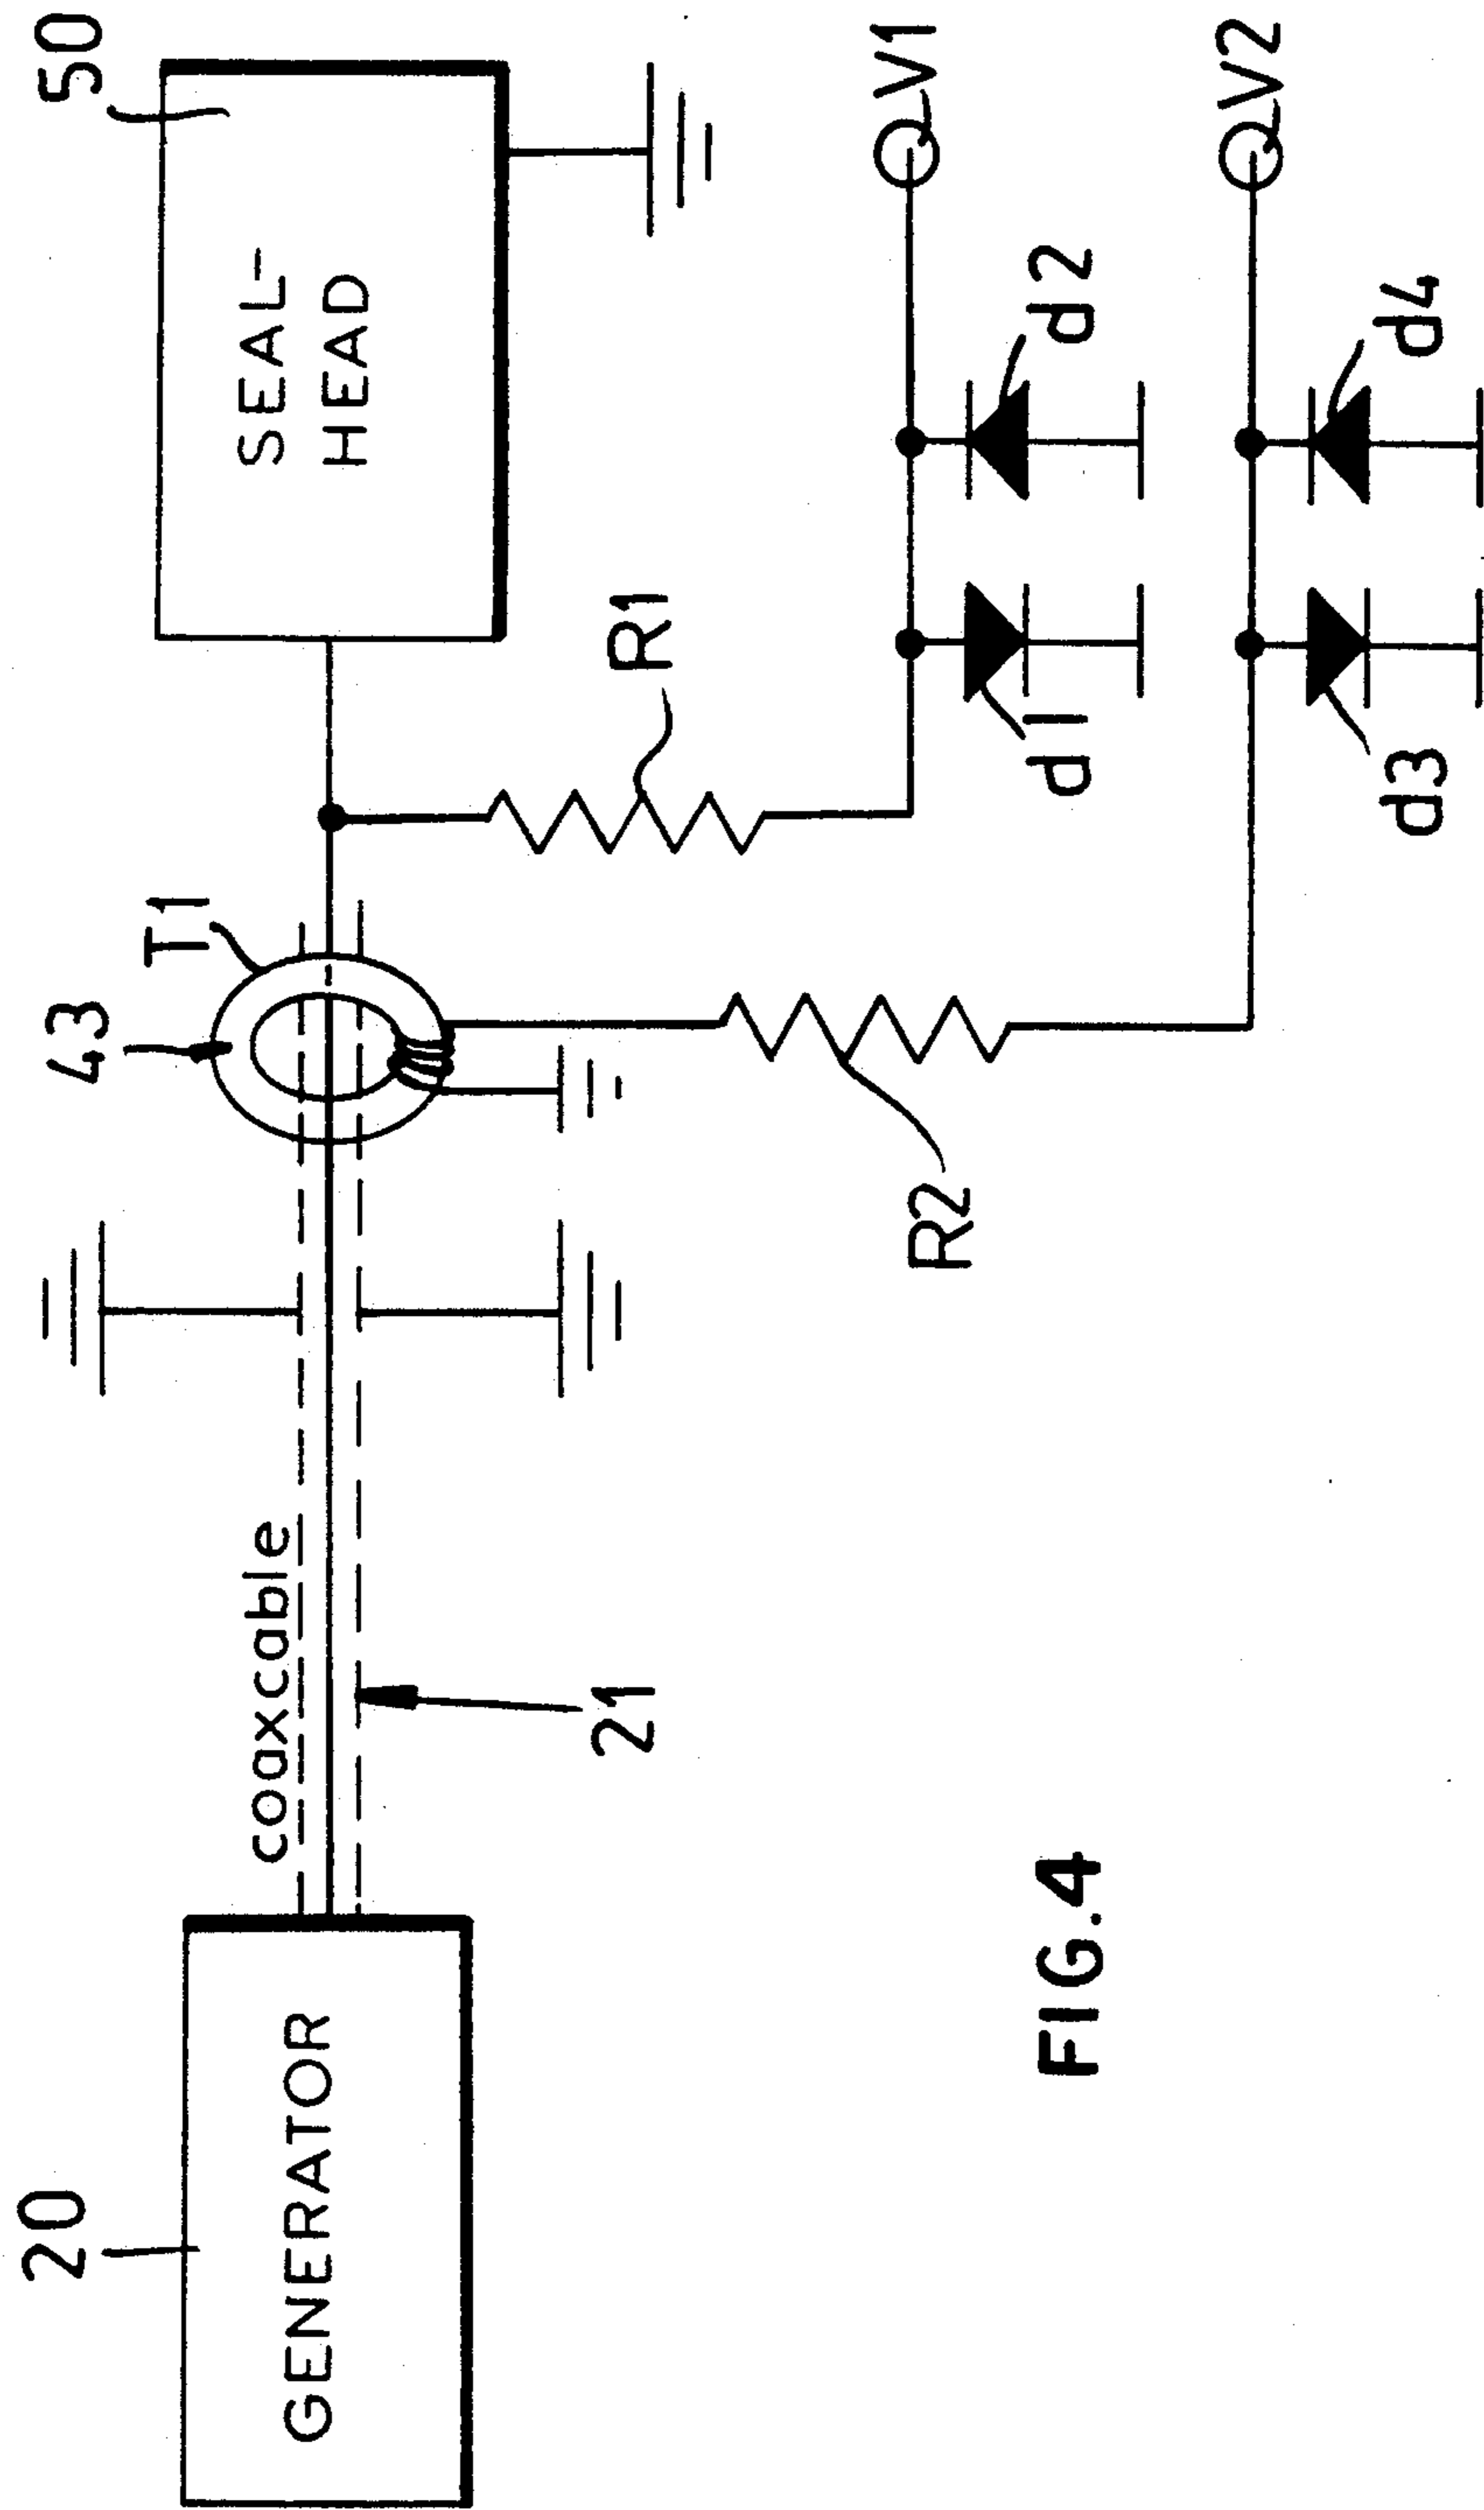 20
GENERATOR
coaxcable
21
43
T1
50
SEAL-
HEAD
R1
R2
V1
d1
d2
V2
d3
d4
FIG.4